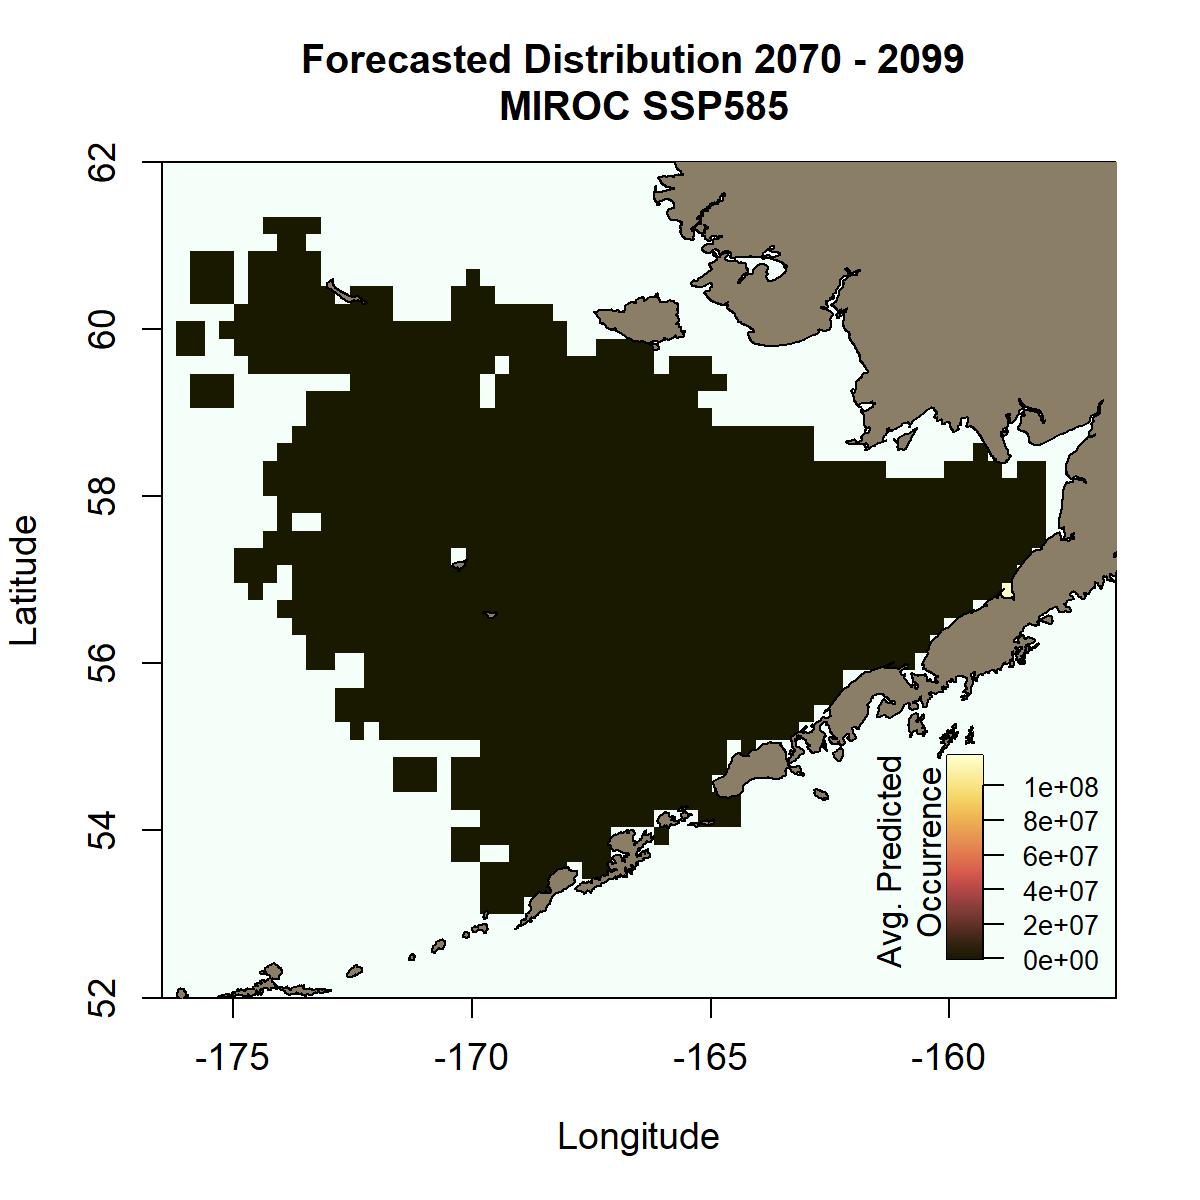 Forecasted Distribution 2070 - 2099
MIROC SSP585
Latitude
62
60
58
56
54
52
-175
-170
-165
-160
Longitude
Avg. Predicted
Occurrence
1e+08
8e+07
6e+07
4e+07
2e+07
0e+00